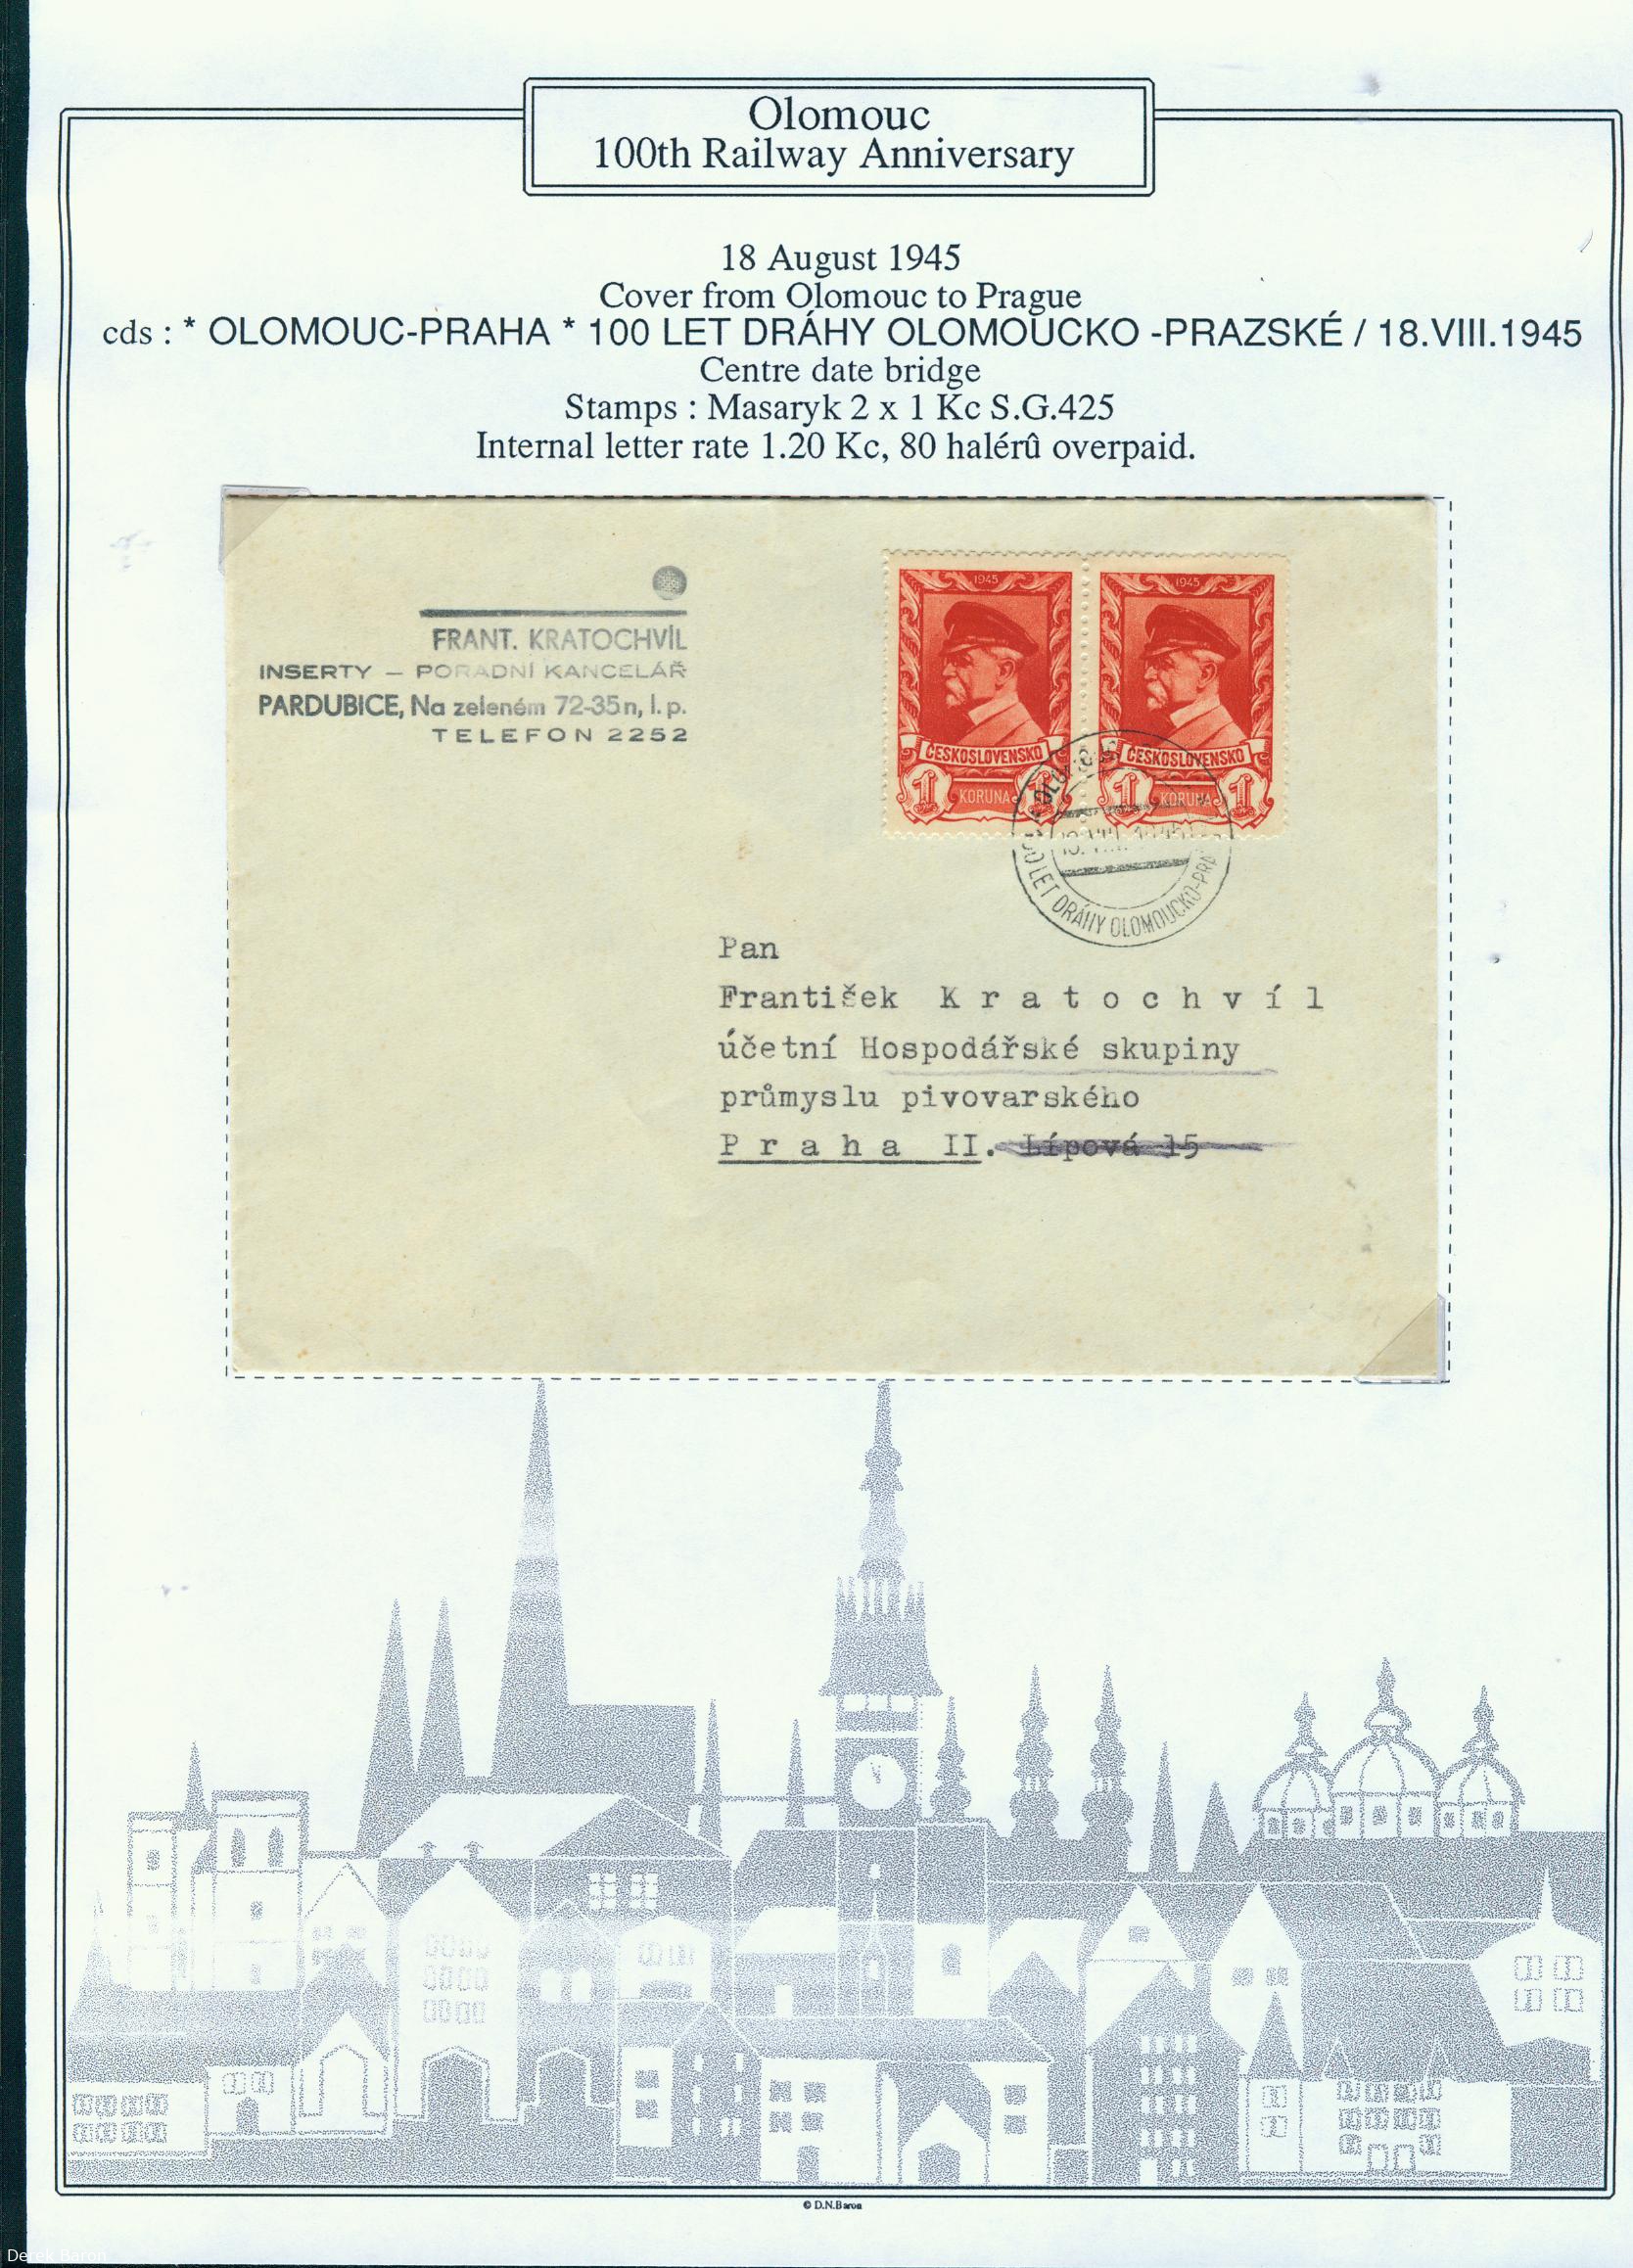 Olomouc
100th Railway Anniversary
18 August 1945
Cover from Olomouc to Prague
cds : * OLOMOUC-PRAHA * 100 LET DRÁHY OLOMOUCKO -PRAZSKÉ / 18.VIII.1945
Centre date bridge
Stamps : Masaryk 2 x 1 Kc S.G.425
Internal letter rate 1.20 Kc, 80 halérû overpaid.
FRANT. KRATOCHVÍL
INSERTY — PORADNÍ KANCELÁŘ
PARDUBICE, Na zeleném 72-35n, I. p.
TELEFON 2252
1945
ČESKOSLOVENSKO
1 KORUNA 1
1945
ČESKOSLOVENSKO
1 KORUNA 1
LET DRÁHY OLOMOUCKO-
Pan
František K r a t o c h v í l
účetní Hospodářské skupiny
průmyslu pivovarského
P r a h a II. Lípová 15
© D.N.Baron
Derek Baron